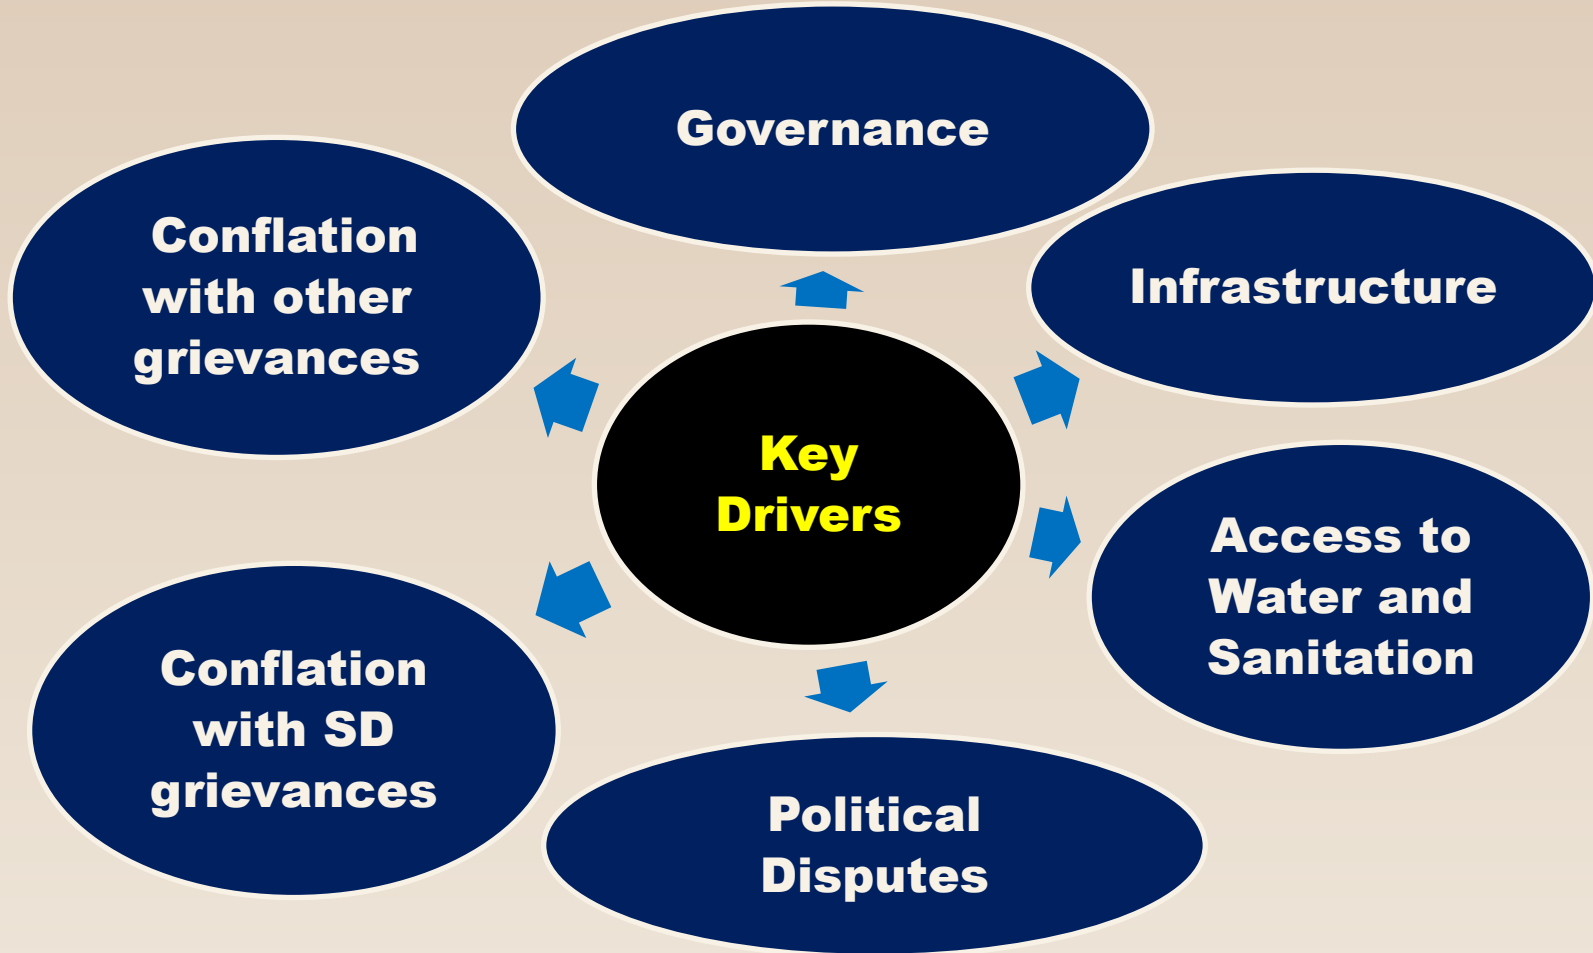 Governance
Conflation
with other
grievances
Infrastructure
Key
Drivers
Access to
Water and
Sanitation
Conflation
with SD
grievances
Political
Disputes